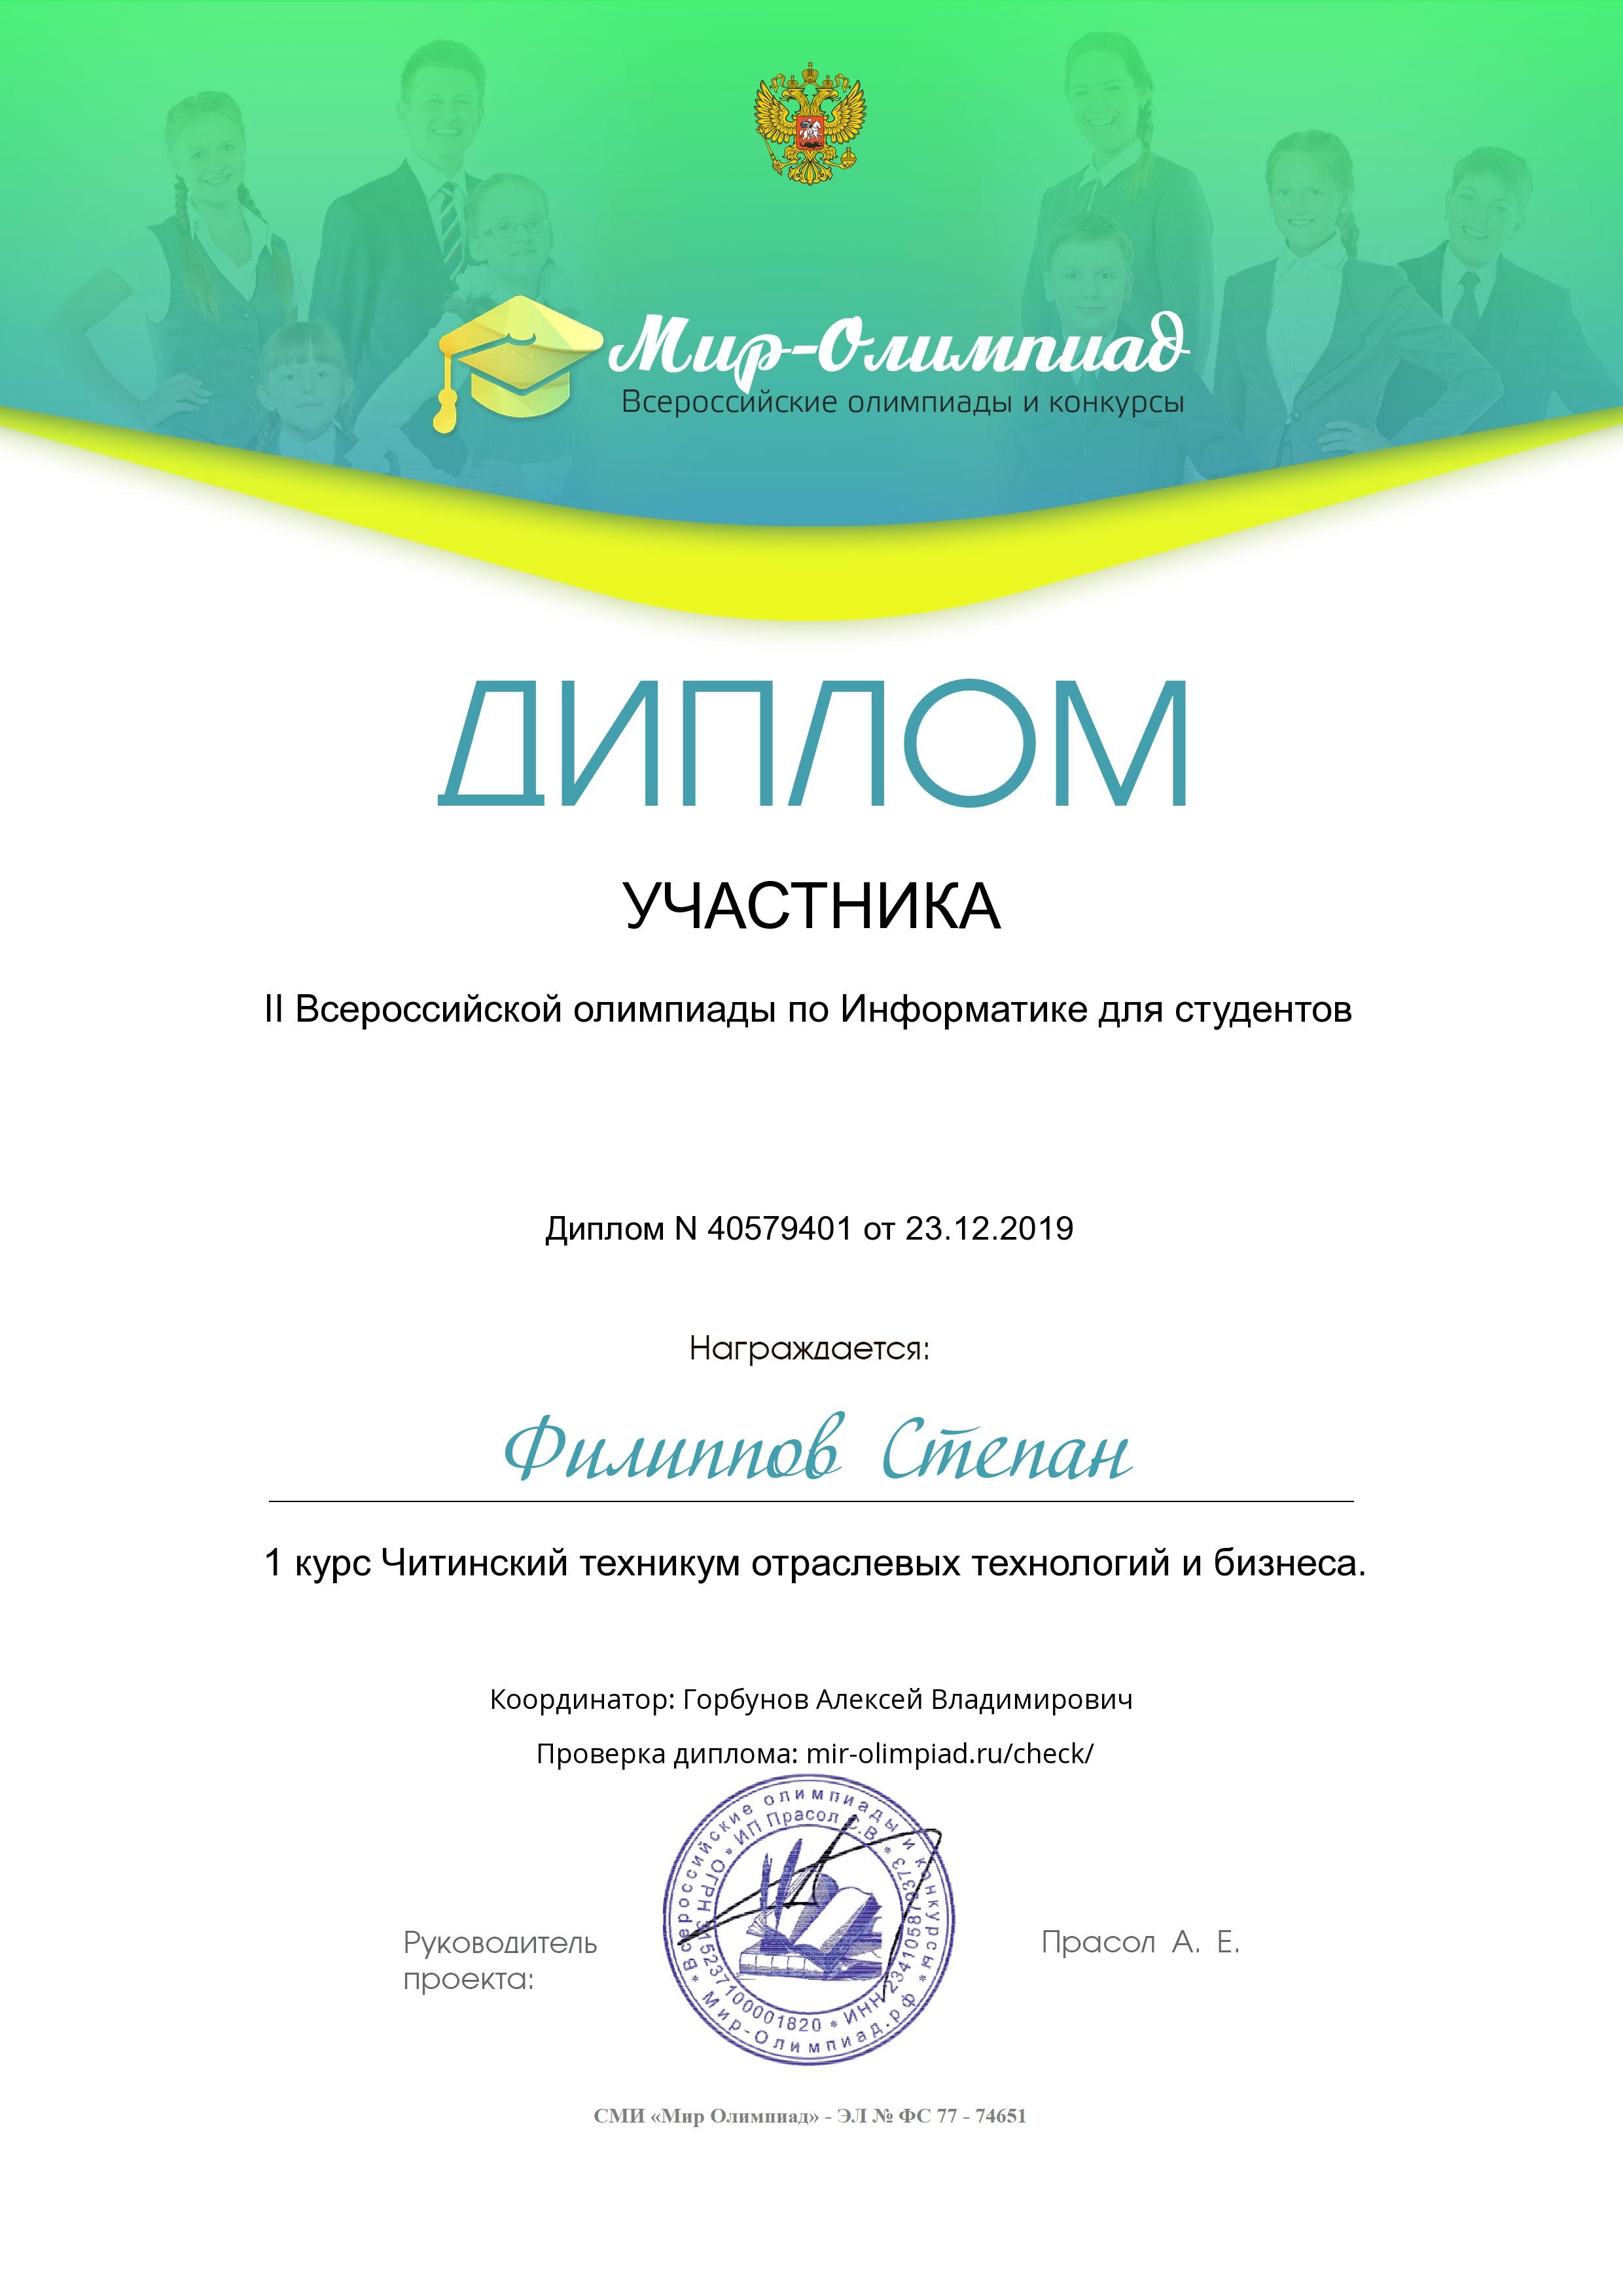 Мир-Олимпиад
Всероссийские олимпиады и конкурсы
ДИПЛОМ
УЧАСТНИКА
II Всероссийской олимпиады по Информатике для студентов
Диплом N 40579401 от 23.12.2019
Награждается:
Филиппов Степан
1 курс Читинский техникум отраслевых технологий и бизнеса.
Координатор: Горбунов Алексей Владимирович
Проверка диплома: mir-olimpiad.ru/check/
* Всероссийские олимпиады и конкурсы *
Мир-Олимпиад.рф
* ИП Прасол С.В. *
ОГРН 315237100001820 * ИНН 234105876373
Руководитель
проекта:
Прасол А. Е.
СМИ «Мир Олимпиад» - ЭЛ № ФС 77 - 74651